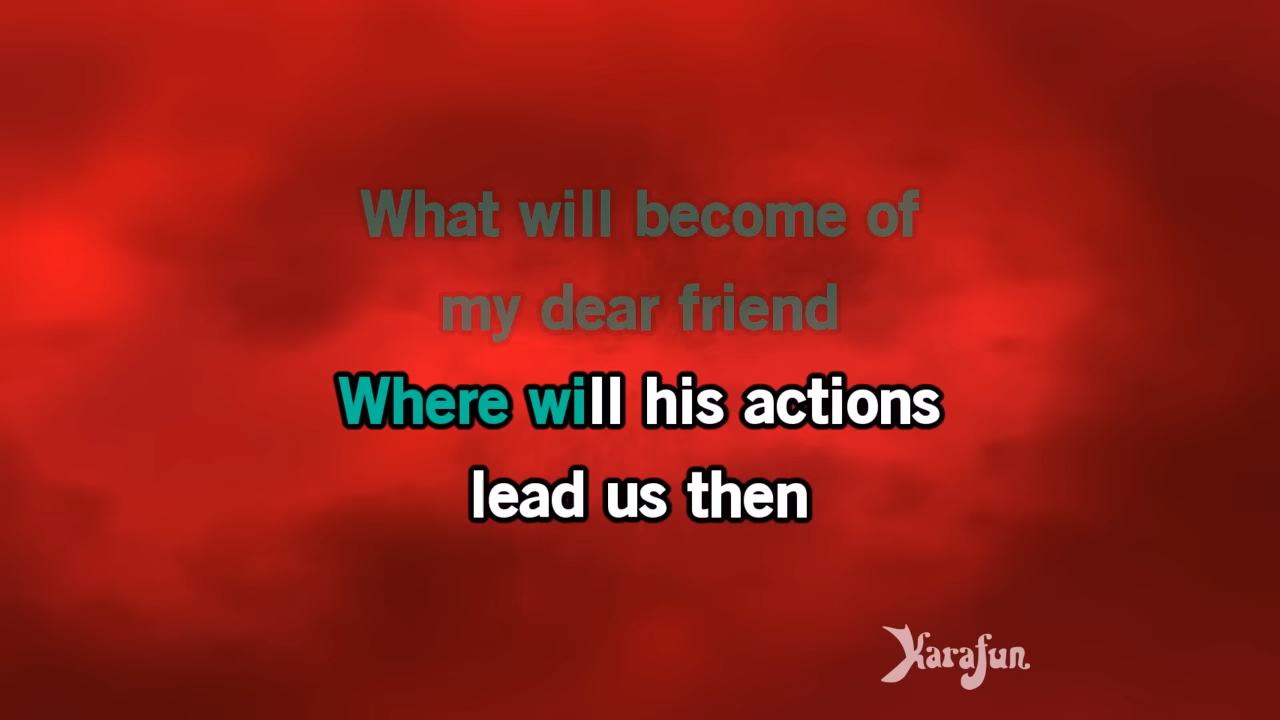 What will become of
my dear friend
Where will his actions
lead us then
Karafun